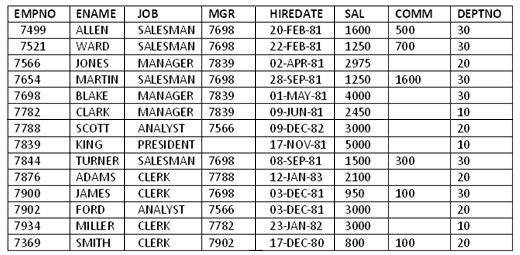 EMPNO ENAME JOB MGR HIREDATE SAL COMM DEPTNO
7499 ALLEN SALESMAN 7698 20-FEB-81 1600 500 30
7521 WARD SALESMAN 7698 22-FEB-81 1250 700 30
7566 JONES MANAGER 7839 02-APR-81 2975 20
7654 MARTIN SALESMAN 7698 28-SEP-81 1250 1600 30
7698 BLAKE MANAGER 7839 01-MAY-81 4000 30
7782 CLARK MANAGER 7839 09-JUN-81 2450 10
7788 SCOTT ANALYST 7566 09-DEC-82 3000 20
7839 KING PRESIDENT 17-NOV-81 5000 10
7844 TURNER SALESMAN 7698 08-SEP-81 1500 300 30
7876 ADAMS CLERK 7788 12-JAN-83 2100 20
7900 JAMES CLERK 7698 03-DEC-81 950 100 30
7902 FORD ANALYST 7566 03-DEC-81 3000 20
7934 MILLER CLERK 7782 23-JAN-82 3000 10
7369 SMITH CLERK 7902 17-DEC-80 800 100 20